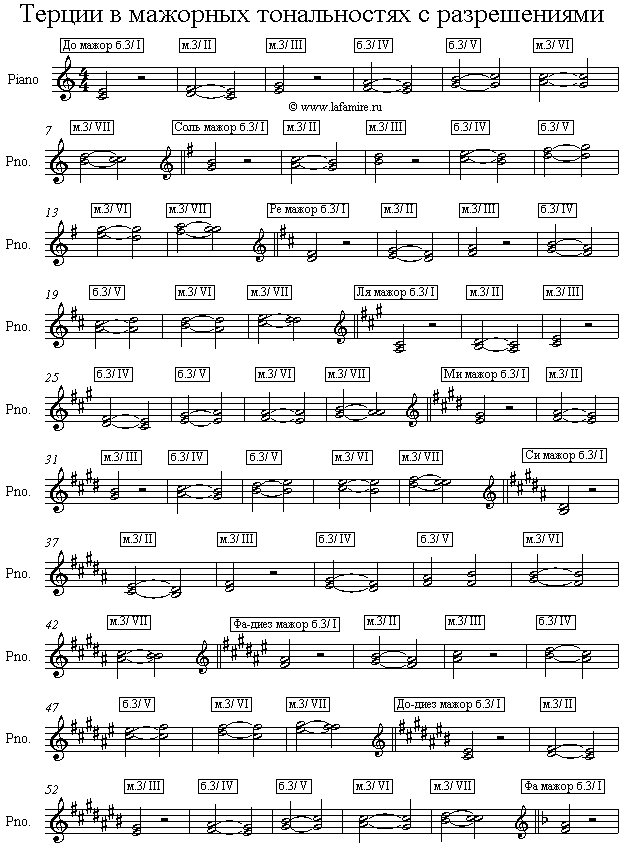 Терции в мажорных тональностях с разрешениями
До мажор б.3/ I м.3/ II м.3/ III б.3/ IV б.3/ V м.3/ VI
Piano
© www.lafamire.ru
7 м.3/ VII Соль мажор б.3/ I м.3/ II м.3/ III б.3/ IV б.3/ V
Pno.
13 м.3/ VI м.3/ VII Ре мажор б.3/ I м.3/ II м.3/ III б.3/ IV
Pno.
19 б.3/ V м.3/ VI м.3/ VII Ля мажор б.3/ I м.3/ II м.3/ III
Pno.
25 б.3/ IV б.3/ V м.3/ VI м.3/ VII Ми мажор б.3/ I м.3/ II
Pno.
31 м.3/ III б.3/ IV б.3/ V м.3/ VI м.3/ VII Си мажор б.3/ I
Pno.
37 м.3/ II м.3/ III б.3/ IV б.3/ V м.3/ VI
Pno.
42 м.3/ VII Фа-диез мажор б.3/ I м.3/ II м.3/ III б.3/ IV
Pno.
47 б.3/ V м.3/ VI м.3/ VII До-диез мажор б.3/ I м.3/ II
Pno.
52 м.3/ III б.3/ IV б.3/ V м.3/ VI м.3/ VII Фа мажор б.3/ I
Pno.